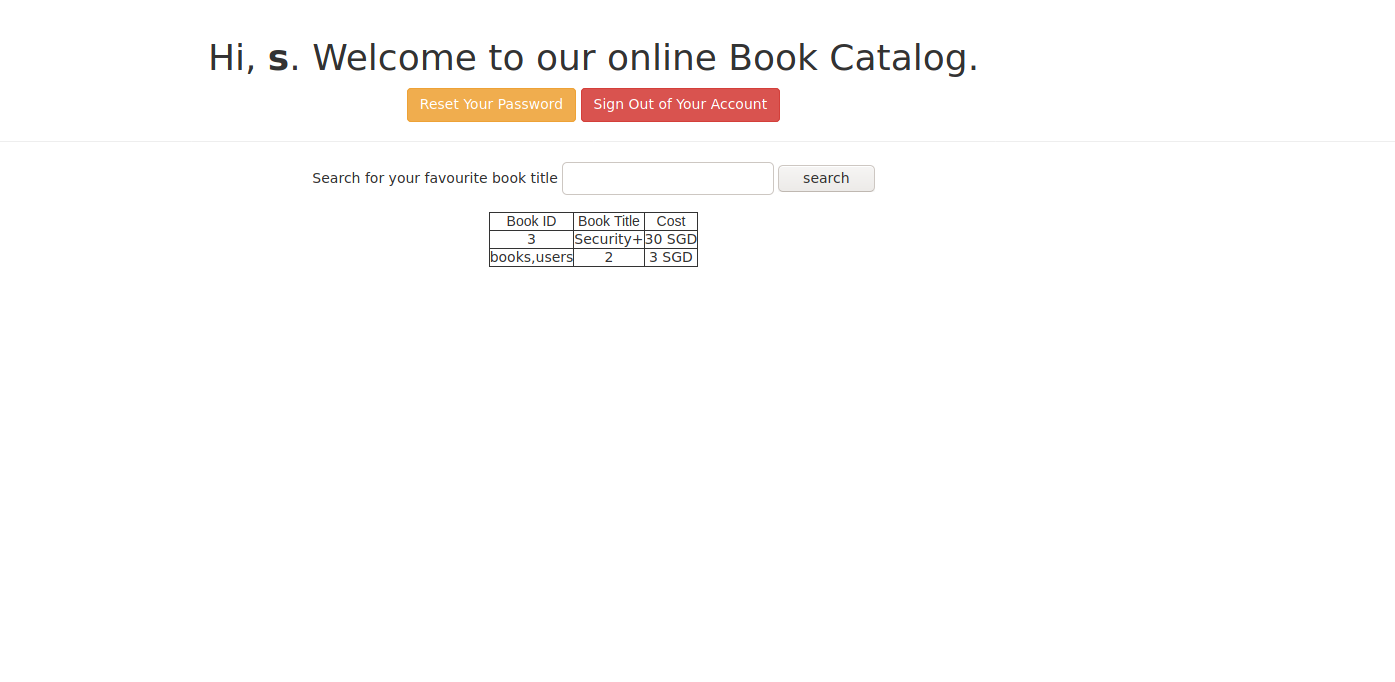 Hi, s. Welcome to our online Book Catalog.
Reset Your Password Sign Out of Your Account
Search for your favourite book title search
Book ID Book Title Cost
3 Security+ 30 SGD
books,users 2 3 SGD